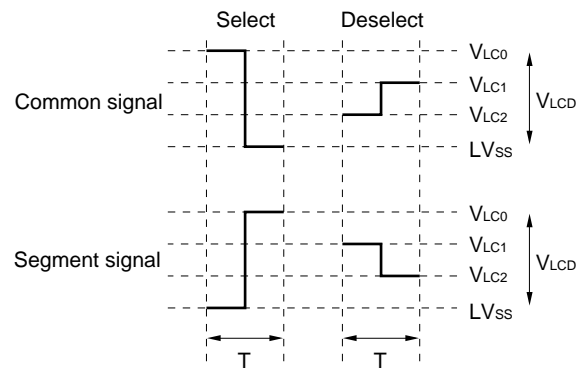 Select Deselect
Common signal
VLC0
VLC1
VLC2
LVSS
VLCD
Segment signal
VLC0
VLC1
VLC2
LVSS
VLCD
T T